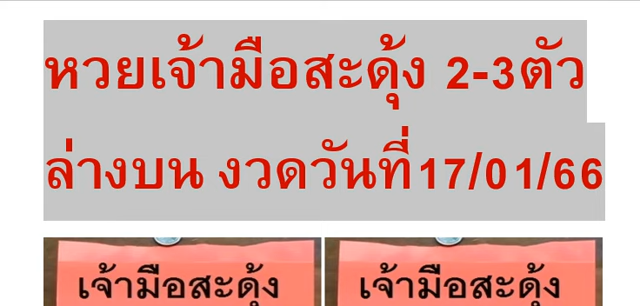 หวยเจ้ามือสะดุ้ง 2-3ตัว
ล่างบน งวดวันที่17/01/66
เจ้ามือสะดุ้ง เจ้ามือสะดุ้ง